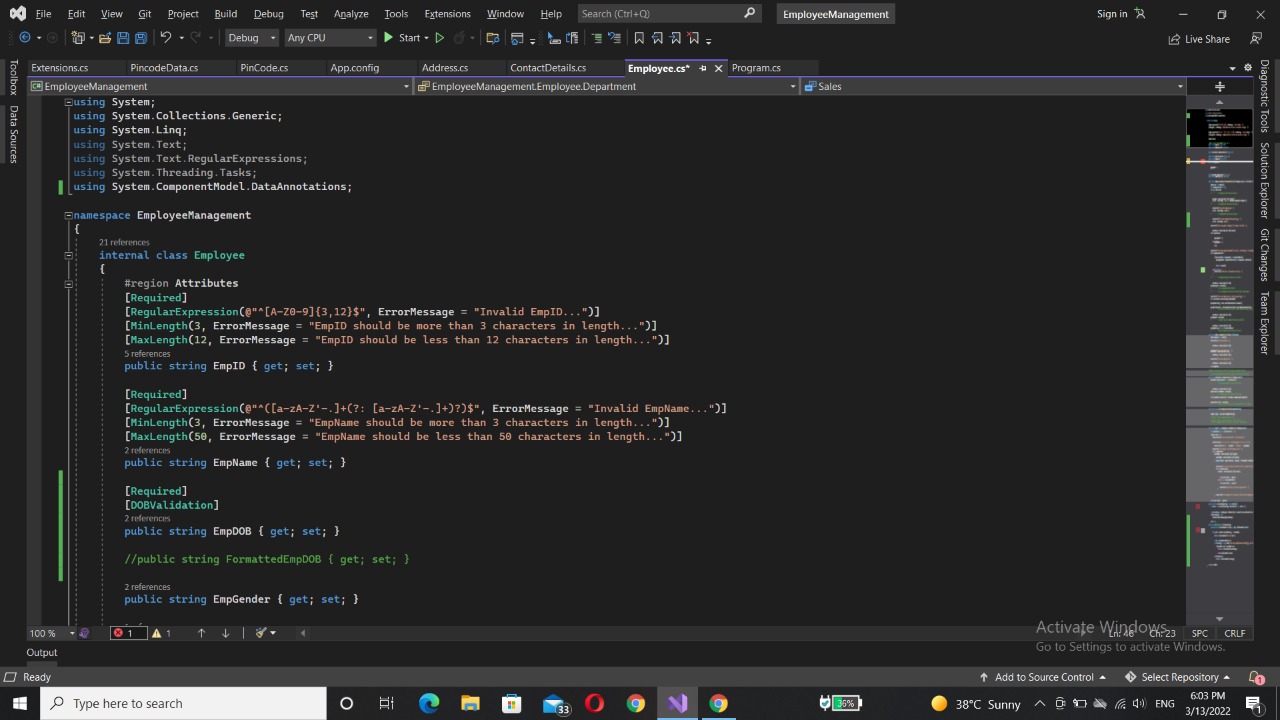 File Edit View Git Project Build Debug Test Analyze Tools Extensions Window Help Search (Ctrl+Q) EmployeeManagement Sign in
Debug Any CPU Start Live Share
Extensions.cs PincodeData.cs PinCode.cs App.config Address.cs ContactDetails.cs Employee.cs* Program.cs
EmployeeManagement EmployeeManagement.Employee.Department Sales
Toolbox
Data Sources
using System;
using System.Collections.Generic;
using System.Linq;
using System.Text;
using System.Text.RegularExpressions;
using System.Threading.Tasks;
using System.ComponentModel.DataAnnotations;
namespace EmployeeManagement
{
21 references
internal class Employee
{
#region Attributes
[Required]
[RegularExpression(@"^[A-Z0-9]{3,12}$", ErrorMessage = "Invalid EmpID...")]
[MinLength(3, ErrorMessage = "EmpID should be more than 3 characters in length...")]
[MaxLength(12, ErrorMessage = "EmpID should be less than 12 characters in length...")]
5 references
public string EmpID { get; set; }
[Required]
[RegularExpression(@"^([a-zA-Z'-.]+(?: [a-zA-Z'-.]+)?)$", ErrorMessage = "Invalid EmpName...")]
[MinLength(3, ErrorMessage = "EmpName should be more than 3 characters in length...")]
[MaxLength(50, ErrorMessage = "EmpName should be less than 50 characters in length...")]
2 references
public string EmpName { get; set; }
[Required]
[DOBValidation]
2 references
public string EmpDOB { get; set; }
//public string FormattedEmpDOB { get; set; }
2 references
public string EmpGender { get; set; }
Diagnostic Tools
Solution Explorer
Git Changes
Team Explorer
100 % 1 1 Ln: 46 Ch: 23 SPC CRLF
Activate Windows
Go to Settings to activate Windows.
Output
Ready Add to Source Control Select Repository 1
Type here to search 33 36% 38°C Sunny ENG 6:03 PM
3/13/2022 1